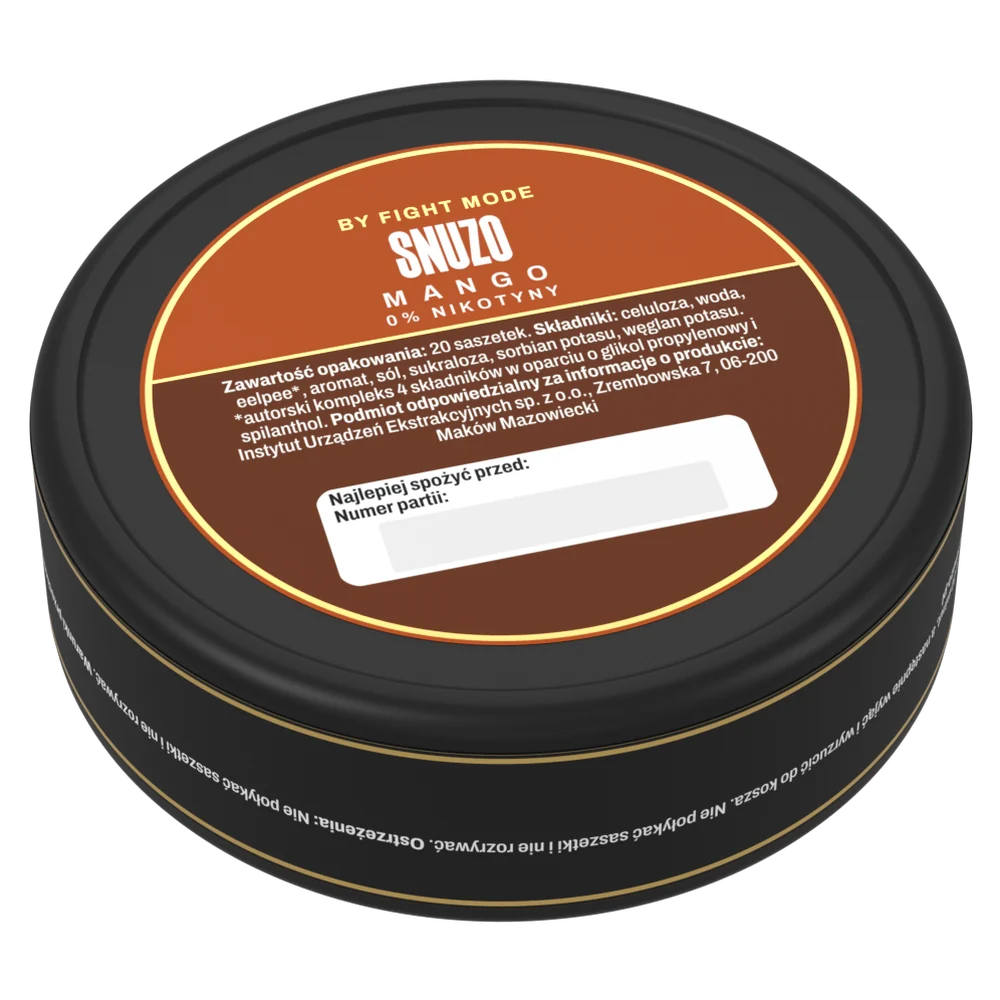 BY FIGHT MODE
SNUZO
MANGO
0% NIKOTYNY
Zawartość opakowania: 20 saszetek. Składniki: celuloza, woda,
eelpee*, aromat, sól, sukraloza, sorbian potasu, węglan potasu.
*autorski kompleks 4 składników w oparciu o glikol propylenowy i
spilanthol. Podmiot odpowiedzialny za informacje o produkcie:
Instytut Urządzeń Ekstrakcyjnych sp. z o.o., Zrembowska 7, 06-200
Maków Mazowiecki
Najlepiej spożyć przed:
Numer partii:
a następnie wyjąć i wyrzucić do kosza. Nie połykać saszetki i nie rozrywać. Ostrzeżenia: Nie połykać saszetki i nie rozrywać. Warunki